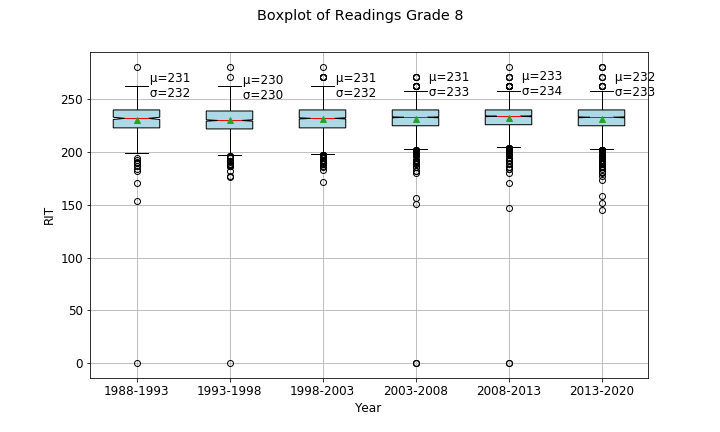 Boxplot of Readings Grade 8
μ=231
σ=232
μ=230
σ=230
μ=231
σ=232
μ=231
σ=233
μ=233
σ=234
μ=232
σ=233
250
200
150
100
50
0
RIT
1988-1993 1993-1998 1998-2003 2003-2008 2008-2013 2013-2020
Year